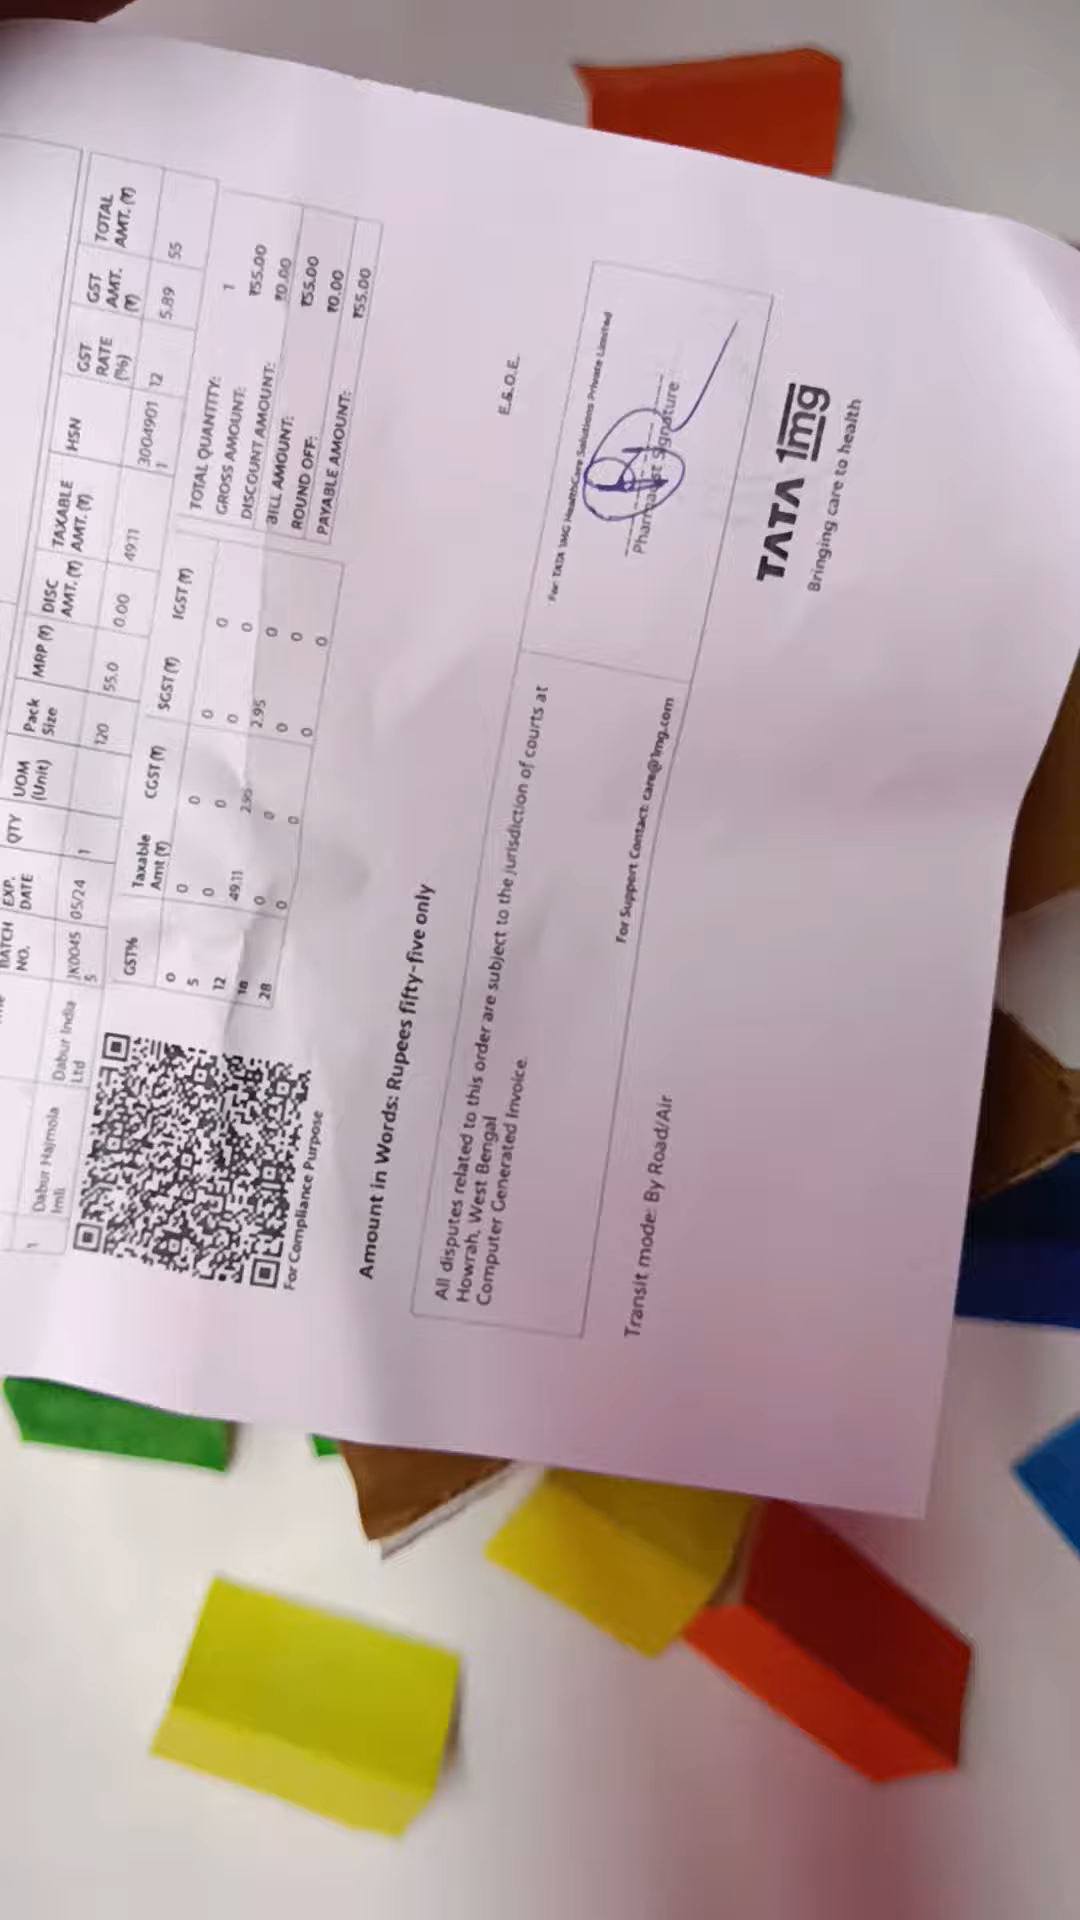 BATCH NO. EXP. DATE QTY UOM (Unit) Pack Size MRP (₹) DISC AMT. (₹) TAXABLE AMT. (₹) HSN GST RATE (%) GST AMT. (₹) TOTAL AMT. (₹)
1 Dabur Hajmola Imli Dabur India Ltd JK0045 5 05/24 1 120 55.0 0.00 49.11 3004901 1 12 5.89 55
GST% Taxable Amt (₹) CGST (₹) SGST (₹) IGST (₹)
0 0 0 0 0
5 0 0 0 0
12 49.11 2.95 2.95 0
18 0 0 0 0
28 0 0 0 0
TOTAL QUANTITY: 1
GROSS AMOUNT: ₹55.00
DISCOUNT AMOUNT: ₹0.00
BILL AMOUNT: ₹55.00
ROUND OFF: ₹0.00
PAYABLE AMOUNT: ₹55.00
For Compliance Purpose
Amount in Words: Rupees fifty-five only
E.&.O.E.
All disputes related to this order are subject to the jurisdiction of courts at
Howrah, West Bengal
Computer Generated Invoice.
For: TATA 1MG HealthCare Solutions Private Limited
Pharmacist Signature
Transit mode: By Road/Air
For Support Contact: care@1mg.com
TATA 1mg
Bringing care to health